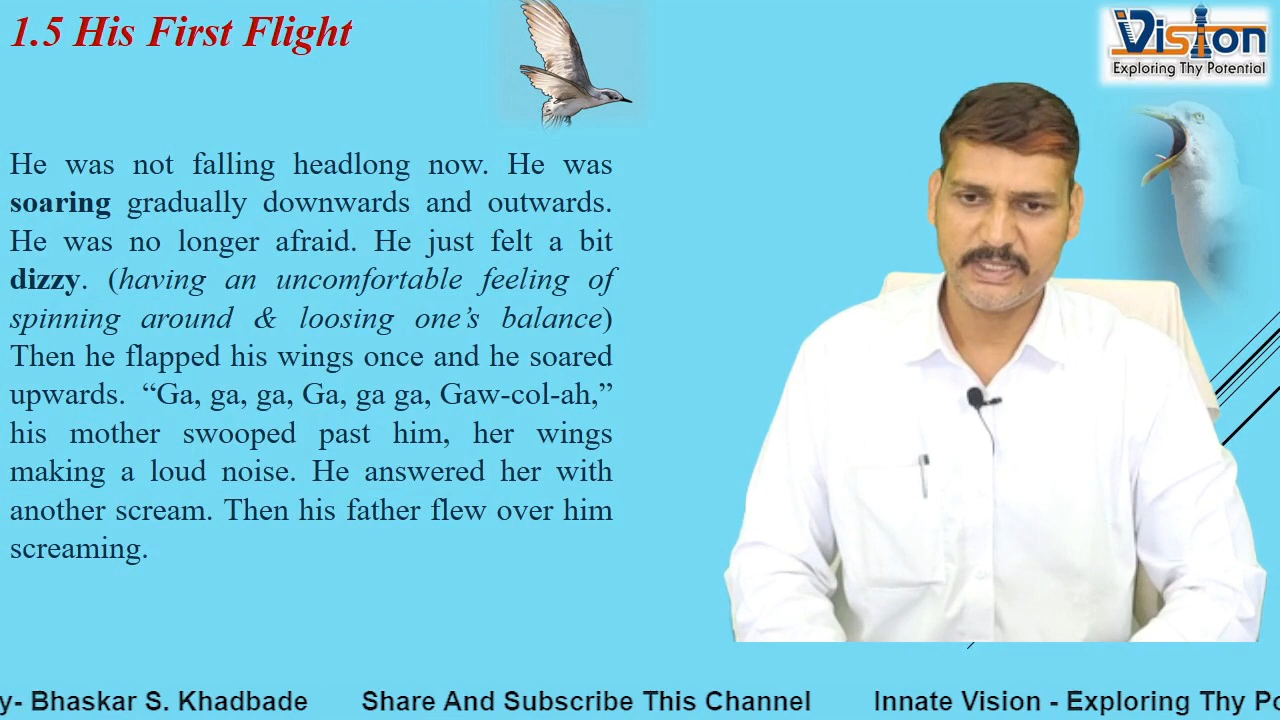 1.5 His First Flight
Vision
Exploring Thy Potential
He was not falling headlong now. He was
soaring gradually downwards and outwards.
He was no longer afraid. He just felt a bit
dizzy. (having an uncomfortable feeling of
spinning around & loosing one’s balance)
Then he flapped his wings once and he soared
upwards. “Ga, ga, ga, Ga, ga ga, Gaw-col-ah,”
his mother swooped past him, her wings
making a loud noise. He answered her with
another scream. Then his father flew over him
screaming.
y- Bhaskar S. Khadbade Share And Subscribe This Channel Innate Vision - Exploring Thy Po